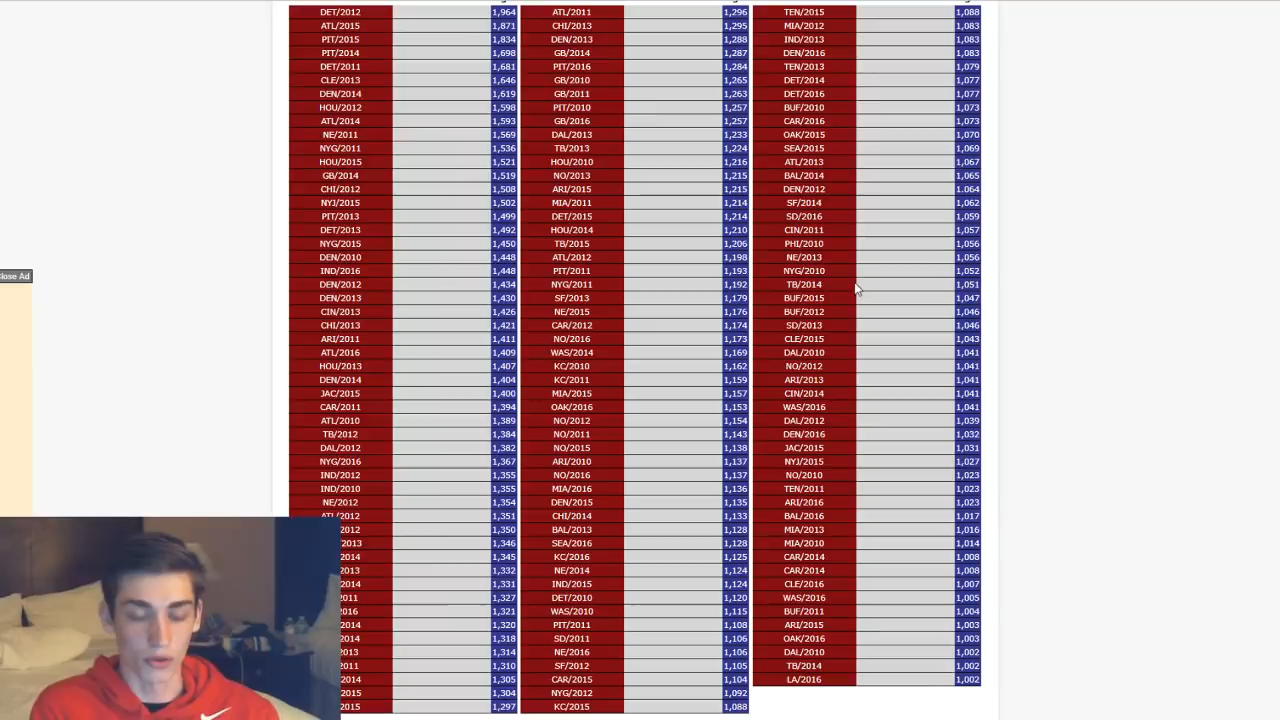 DET/2012 1,964
ATL/2015 1,871
PIT/2015 1,834
PIT/2014 1,698
DET/2011 1,681
CLE/2013 1,646
DEN/2014 1,619
HOU/2012 1,598
ATL/2014 1,593
NE/2011 1,569
NYG/2011 1,536
HOU/2015 1,521
GB/2014 1,519
CHI/2012 1,508
NYJ/2015 1,502
PIT/2013 1,499
DET/2013 1,492
NYG/2015 1,450
DEN/2010 1,448
IND/2016 1,448
DEN/2012 1,434
DEN/2013 1,430
CIN/2013 1,426
CHI/2013 1,421
ARI/2011 1,411
ATL/2016 1,409
HOU/2013 1,407
DEN/2014 1,404
JAC/2015 1,400
CAR/2011 1,394
ATL/2010 1,389
TB/2012 1,384
DAL/2012 1,382
NYG/2016 1,367
IND/2012 1,355
IND/2010 1,355
NE/2012 1,354
ATL/2012 1,351
/2012 1,350
/2013 1,346
2014 1,345
2013 1,332
2014 1,331
2011 1,327
2016 1,321
2014 1,320
2014 1,318
2013 1,314
2011 1,310
2014 1,305
2015 1,304
2015 1,297
ATL/2011 1,296
CHI/2013 1,295
DEN/2013 1,288
GB/2014 1,287
PIT/2016 1,284
GB/2010 1,265
GB/2011 1,263
PIT/2010 1,257
GB/2016 1,257
DAL/2013 1,233
TB/2013 1,224
HOU/2010 1,216
NO/2013 1,215
ARI/2015 1,215
MIA/2011 1,214
DET/2015 1,214
HOU/2014 1,210
TB/2015 1,206
ATL/2012 1,198
PIT/2011 1,193
NYG/2011 1,192
SF/2013 1,179
NE/2015 1,176
CAR/2012 1,174
NO/2016 1,173
WAS/2014 1,169
KC/2010 1,162
KC/2011 1,159
MIA/2015 1,157
OAK/2016 1,153
NO/2012 1,154
NO/2011 1,143
NO/2015 1,138
ARI/2010 1,137
NO/2016 1,137
MIA/2016 1,136
DEN/2015 1,135
CHI/2014 1,133
BAL/2013 1,128
SEA/2016 1,128
KC/2016 1,125
NE/2014 1,124
IND/2015 1,124
DET/2010 1,120
WAS/2010 1,115
PIT/2011 1,108
SD/2011 1,106
NE/2016 1,106
SF/2012 1,105
CAR/2015 1,104
NYG/2012 1,092
KC/2015 1,088
TEN/2015 1,088
MIA/2012 1,083
IND/2013 1,083
DEN/2016 1,083
TEN/2013 1,079
DET/2014 1,077
DET/2016 1,077
BUF/2010 1,073
CAR/2016 1,073
OAK/2015 1,070
SEA/2015 1,069
ATL/2013 1,067
BAL/2014 1,065
DEN/2012 1.064
SF/2014 1,062
SD/2016 1,059
CIN/2011 1,057
PHI/2010 1,056
NE/2013 1,056
NYG/2010 1,052
TB/2014 1,051
BUF/2015 1,047
BUF/2012 1,046
SD/2013 1,046
CLE/2015 1,043
DAL/2010 1,041
NO/2012 1,041
ARI/2013 1,041
CIN/2014 1,041
WAS/2016 1,041
DAL/2012 1,039
DEN/2016 1,032
JAC/2015 1,031
NYJ/2015 1,027
NO/2010 1,023
TEN/2011 1,023
ARI/2016 1,023
BAL/2016 1,017
MIA/2013 1,016
MIA/2010 1,014
CAR/2014 1,008
CAR/2014 1,008
CLE/2016 1,007
WAS/2016 1,005
BUF/2011 1,004
ARI/2015 1,003
OAK/2016 1,003
DAL/2010 1,002
TB/2014 1,002
LA/2016 1,002
Close Ad